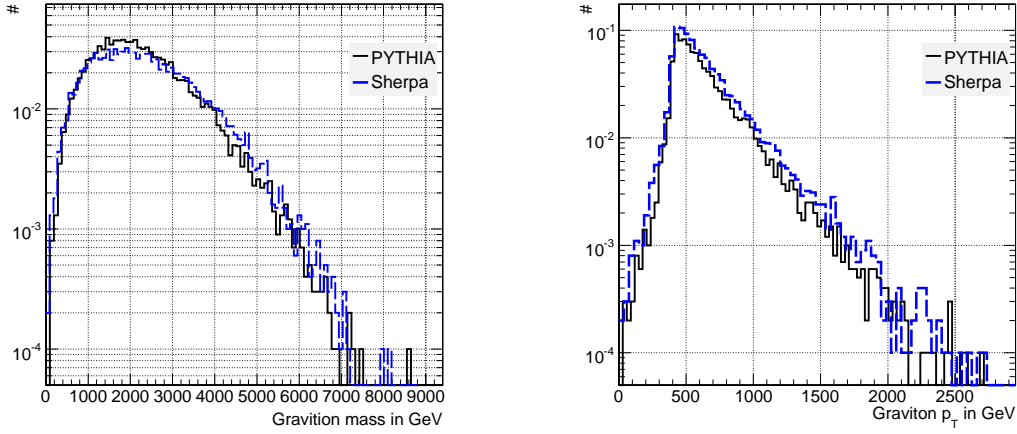 #
10^-2
10^-3
10^-4
PYTHIA
Sherpa
0 1000 2000 3000 4000 5000 6000 7000 8000 9000
Gravition mass in GeV
#
10^-1
10^-2
10^-3
10^-4
PYTHIA
Sherpa
0 500 1000 1500 2000 2500
Graviton p_T in GeV